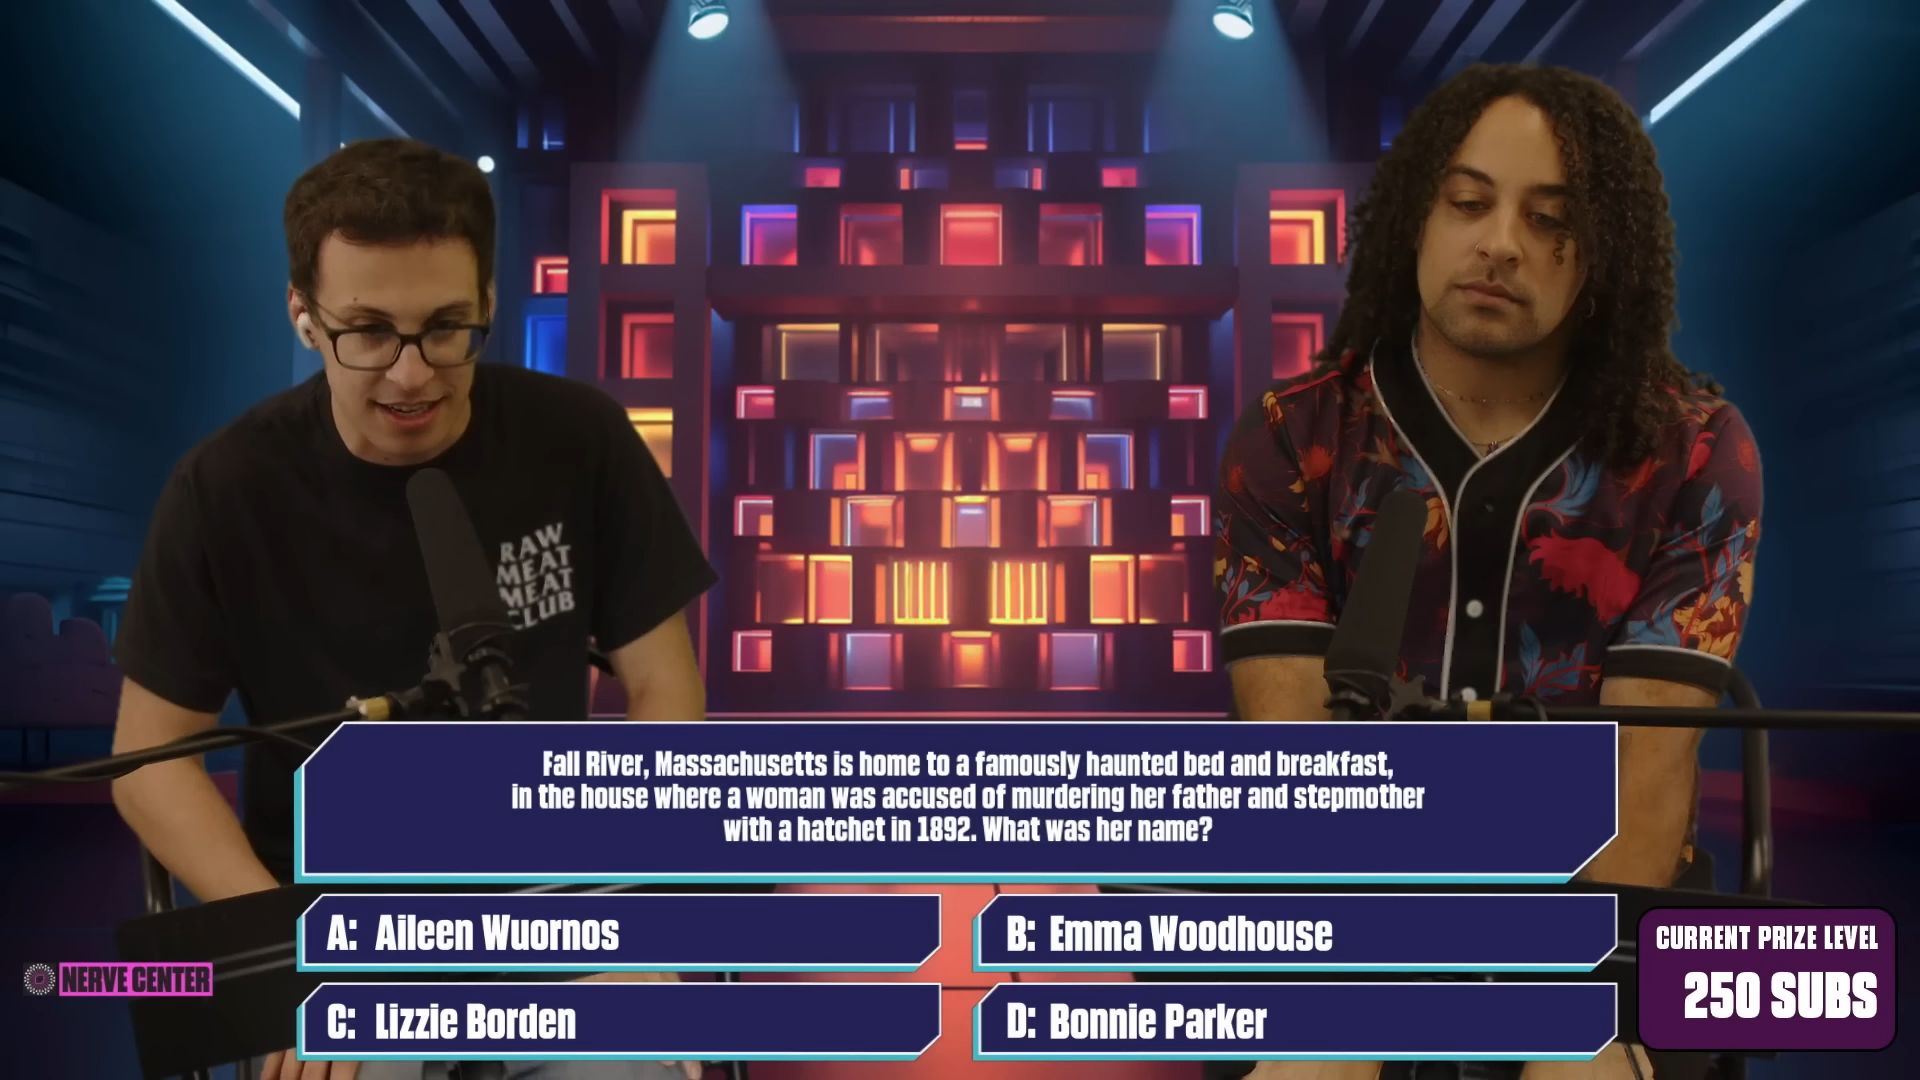 RAW
MEAT
MEAT
CLUB
Fall River, Massachusetts is home to a famously haunted bed and breakfast,
in the house where a woman was accused of murdering her father and stepmother
with a hatchet in 1892. What was her name?
A: Aileen Wuornos
B: Emma Woodhouse
C: Lizzie Borden
D: Bonnie Parker
CURRENT PRIZE LEVEL
250 SUBS
NERVE CENTER